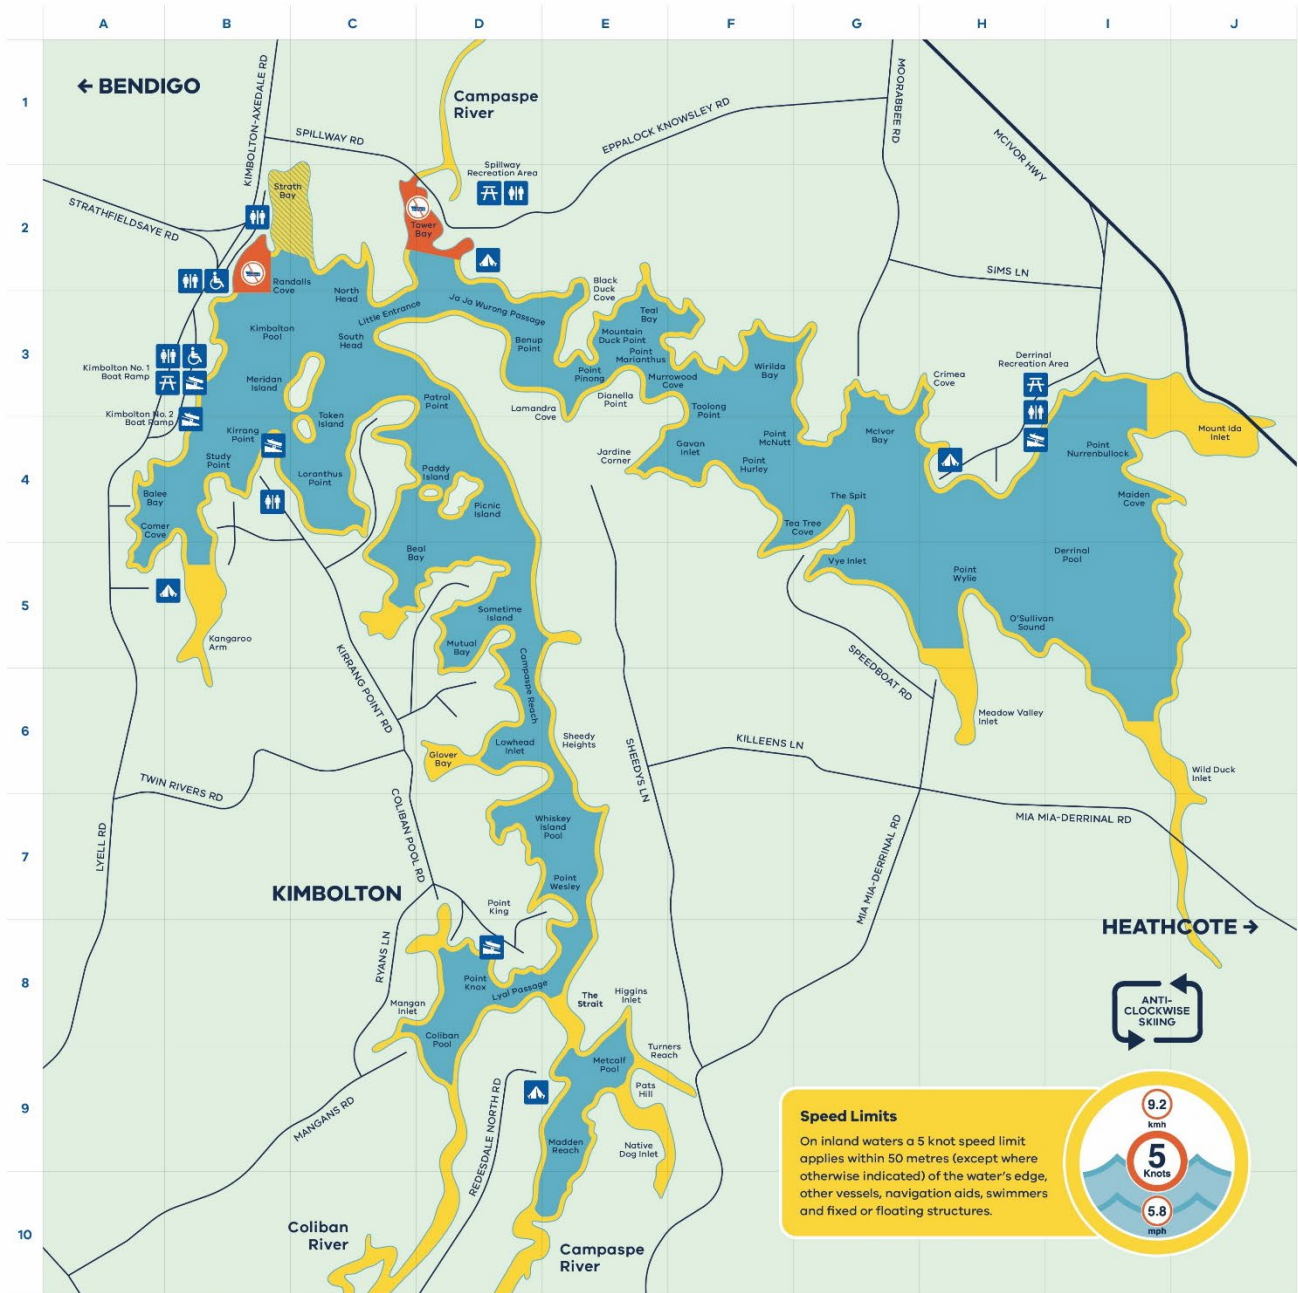 A B C D E F G H I J
1
2
3
4
5
6
7
8
9
10
← BENDIGO
KIMBOLTON-AXEDALE RD
SPILLWAY RD
Campaspe
River
EPPALOCK KNOWSLEY RD
MOORABBEE RD
MCIVOR HWY
Spillway
Recreation Area
STRATHFIELDSAYE RD
Strath
Bay
Tower
Bay
SIMS LN
Randalls
Cove
North
Head
Little Entrance
Ja Ja Wurong Passage
Black
Duck
Cove
Teal
Bay
Kimbolton
Pool
South
Head
Benup
Point
Mountain
Duck Point
Point
Marianthus
Kimbolton No. 1
Boat Ramp
Meridan
Island
Point
Pinong
Murrowood
Cove
Wirilda
Bay
Crimea
Cove
Derrinal
Recreation Area
Patrol
Point
Dianella
Point
Lamandra
Cove
Toolong
Point
Kimbolton No. 2
Boat Ramp
Token
Island
Kirrang
Point
Point
McNutt
McIvor
Bay
Mount Ida
Inlet
Study
Point
Loranthus
Point
Paddy
Island
Jardine
Corner
Gavan
Inlet
Point
Hurley
Point
Nurrenbullock
Balee
Bay
Picnic
Island
The Spit
Maiden
Cove
Comer
Cove
Beal
Bay
Tea Tree
Cove
Vye Inlet
Derrinal
Pool
Point
Wylie
Sometime
Island
O'Sullivan
Sound
Kangaroo
Arm
Mutual
Bay
Campaspe Reach
KIRRANG POINT RD
SPEEDBOAT RD
Meadow Valley
Inlet
Glover
Bay
Lowhead
Inlet
Sheedy
Heights
SHEEDYS LN
KILLEENS LN
Wild Duck
Inlet
TWIN RIVERS RD
LYELL RD
COLIBAN POOL RD
Whiskey
Island
Pool
MIA MIA-DERRINAL RD
MIA MIA-DERRINAL RD
Point
Wesley
KIMBOLTON
Point
King
HEATHCOTE →
RYANS LN
Point
Knox
Lyal Passage
The
Strait
Higgins
Inlet
Mangan
Inlet
ANTI-
CLOCKWISE
SKIING
Coliban
Pool
Metcalf
Pool
Turners
Reach
Pats
Hill
MANGANS RD
REDESDALE NORTH RD
Madden
Reach
Native
Dog Inlet
Coliban
River
Campaspe
River
Speed Limits
On inland waters a 5 knot speed limit
applies within 50 metres (except where
otherwise indicated) of the water's edge,
other vessels, navigation aids, swimmers
and fixed or floating structures.
9.2
kmh
5
Knots
5.8
mph